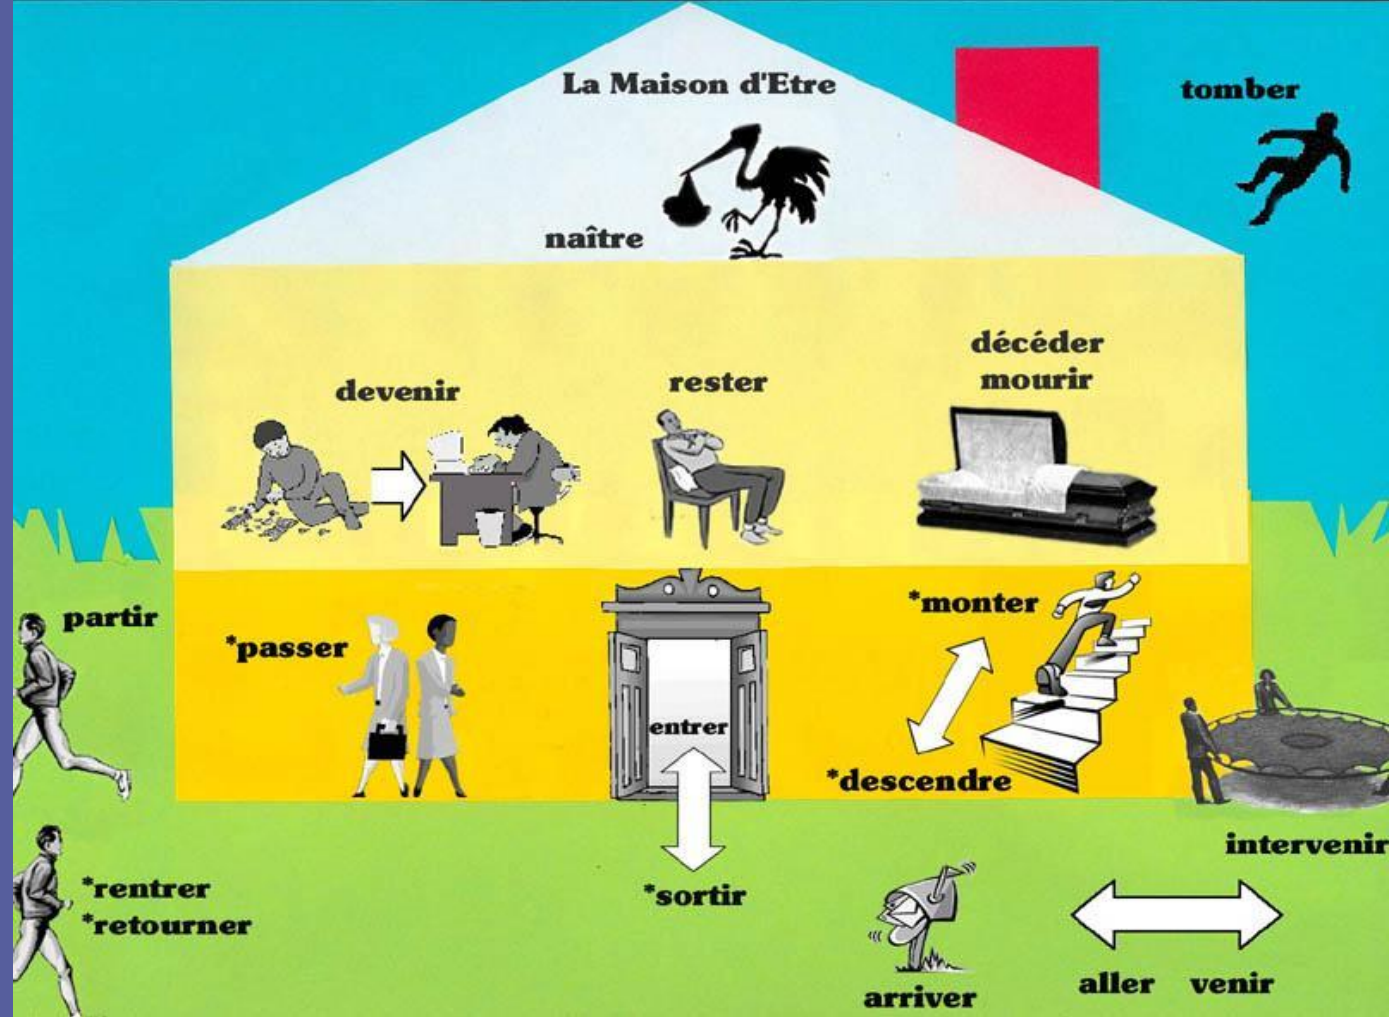 La Maison d'Etre
tomber
naître
décéder
mourir
devenir
rester
partir
*passer
entrer
*monter
*descendre
intervenir
*rentrer
*retourner
*sortir
arriver
aller venir